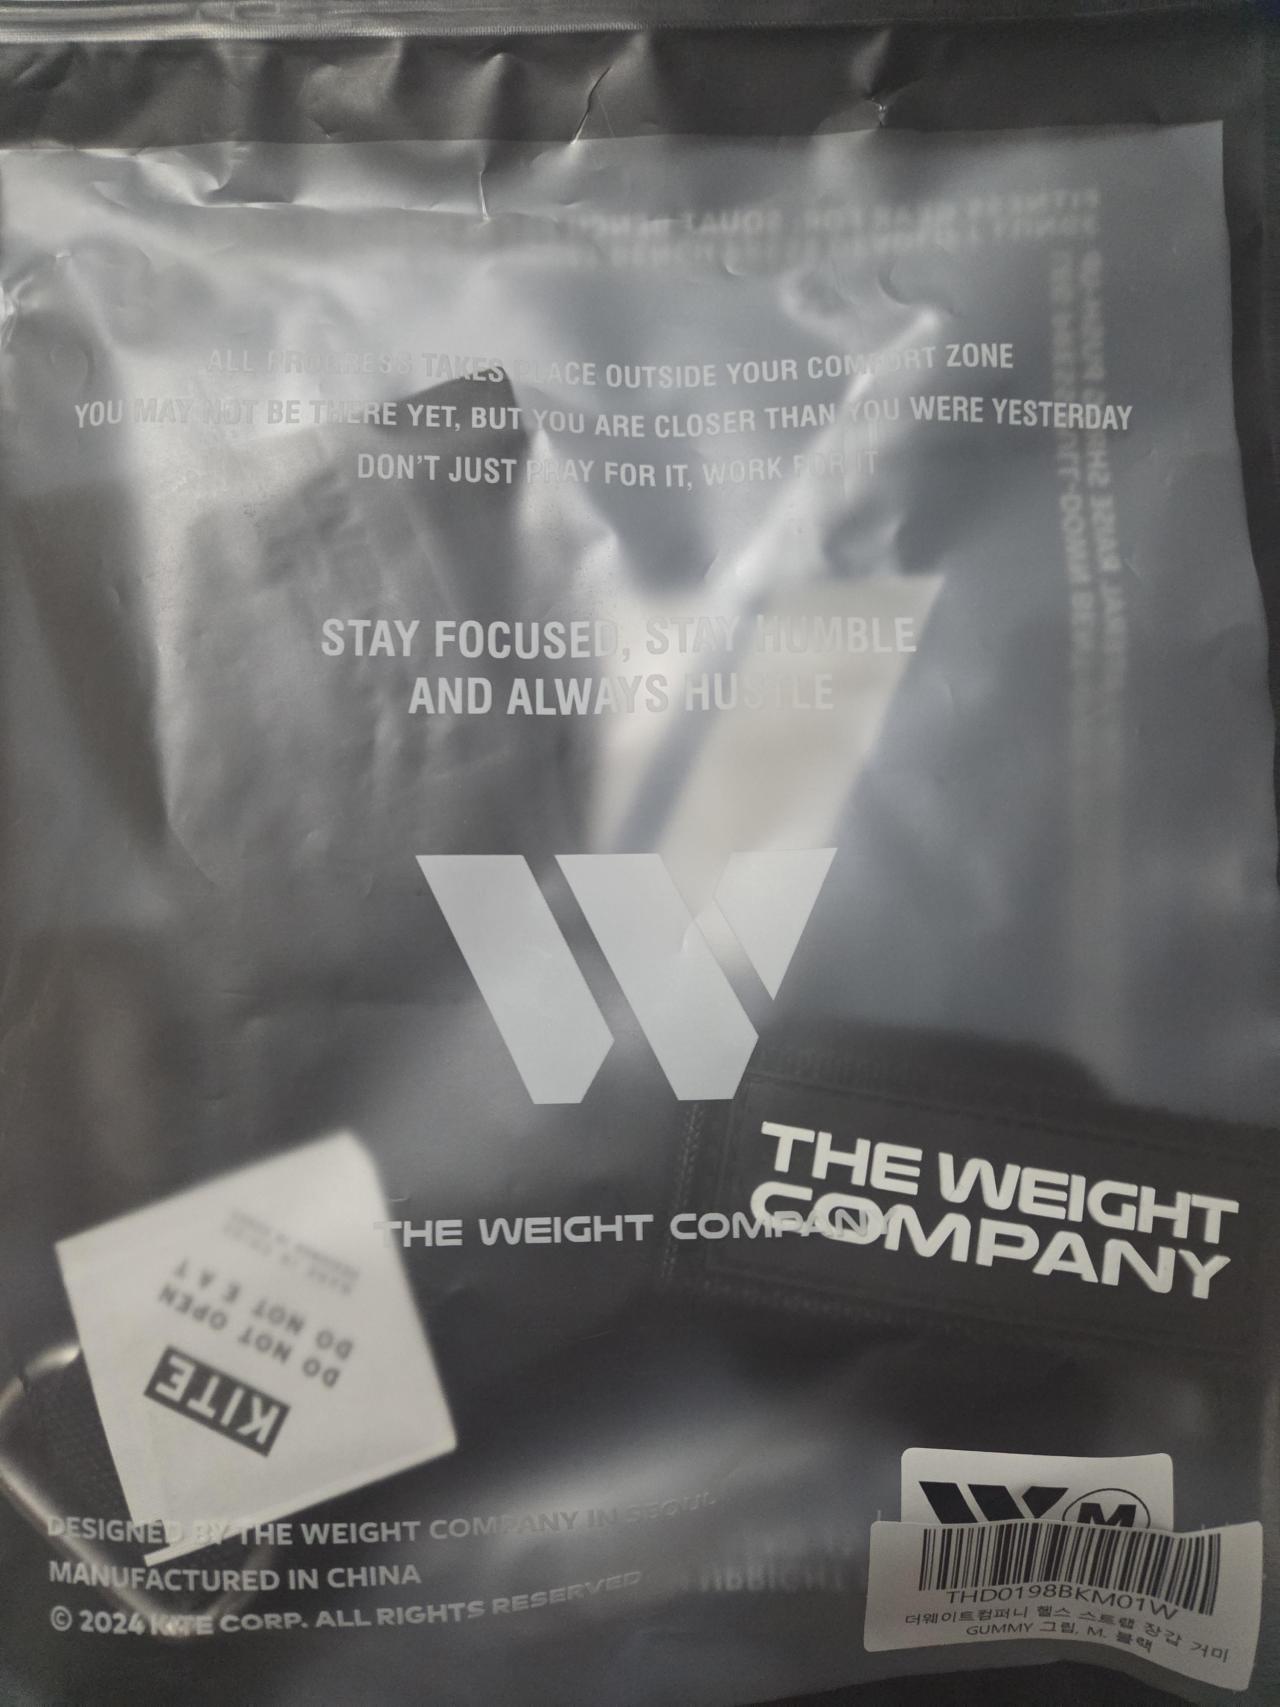 ALL PROGRESS TAKES PLACE OUTSIDE YOUR COMFORT ZONE
YOU MAY NOT BE THERE YET, BUT YOU ARE CLOSER THAN YOU WERE YESTERDAY
DON'T JUST PRAY FOR IT, WORK FOR IT
STAY FOCUSED, STAY HUMBLE
AND ALWAYS HUSTLE
W
THE WEIGHT
COMPANY
THE WEIGHT COMPANY
KITE
DO NOT OPEN
DO NOT EAT
DESIGNED BY THE WEIGHT COMPANY IN SEOUL
MANUFACTURED IN CHINA
© 2024 KITE CORP. ALL RIGHTS RESERVED
W M
THD0198BKM01W
더웨이트컴퍼니 헬스 스트랩 장갑 거미
GUMMY 그립, M. 블랙